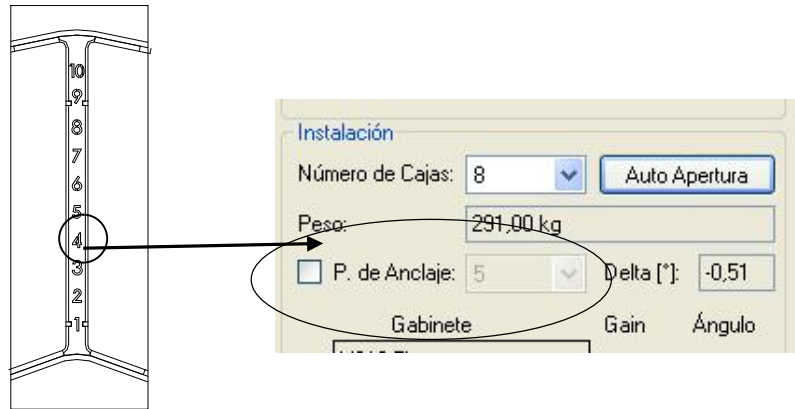 10
9
8
7
6
5
4
3
2
1
Instalación
Número de Cajas: 8 Auto Apertura
Peso: 291,00 kg
P. de Anclaje: 5 Delta [°]: -0,51
Gabinete Gain Ángulo